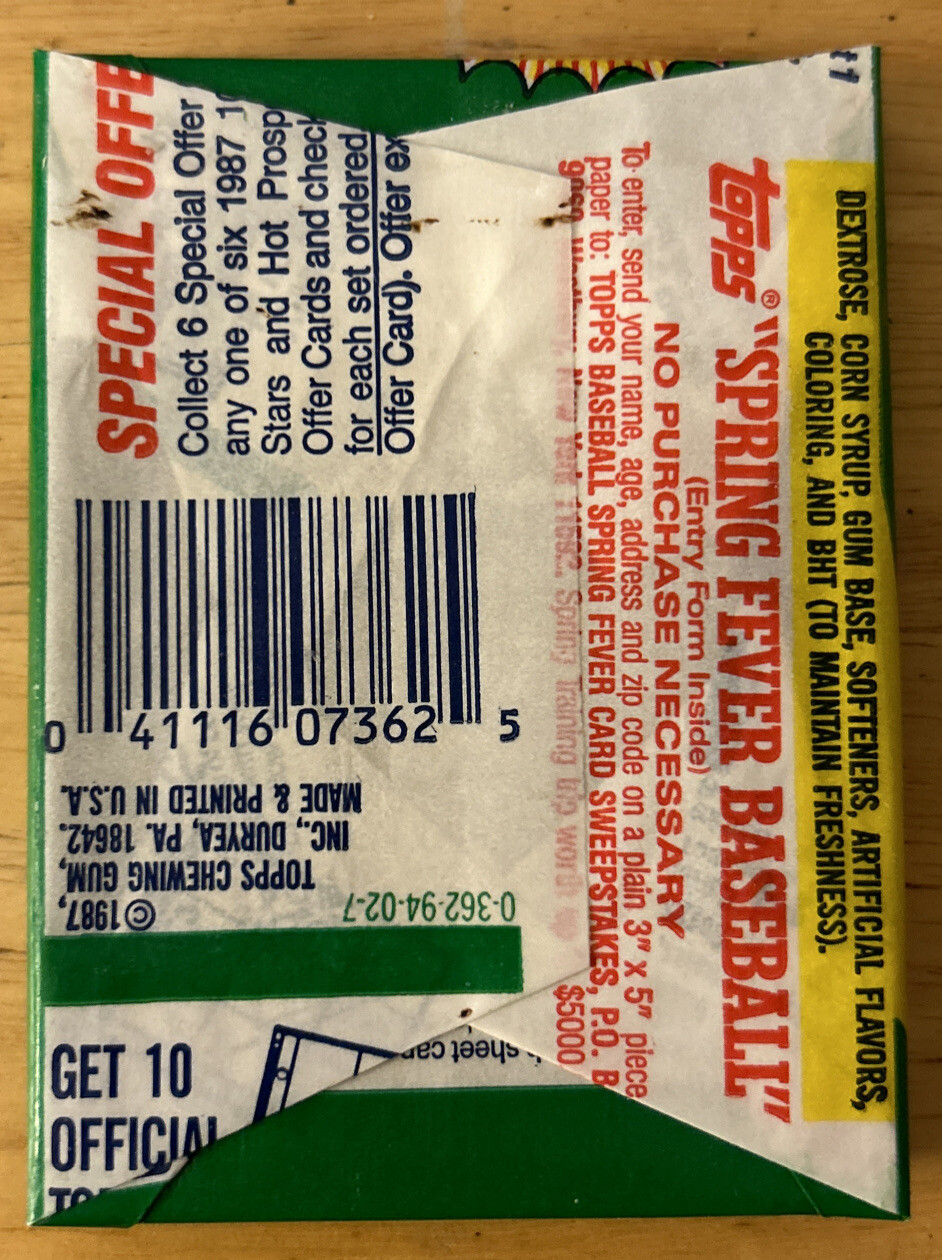 DEXTROSE, CORN SYRUP, GUM BASE, SOFTENERS, ARTIFICIAL FLAVORS,
COLORING, AND BHT (TO MAINTAIN FRESHNESS).
TOPPS® "SPRING FEVER BASEBALL"
(Entry Form Inside)
NO PURCHASE NECESSARY
To enter, send your name, age, address and zip code on a plain 3" x 5" piece
paper to: TOPPS BASEBALL SPRING FEVER CARD SWEEPSTAKES, P.O. B
Spring Training trip worth $5000
SPECIAL OFFE
Collect 6 Special Offer
any one of six 1987
Stars and Hot Prosp
Offer Cards and check
for each set ordered
Offer Card). Offer ex
0 41116 07362 5
©1987,
TOPPS CHEWING GUM,
INC., DURYEA, PA. 18642.
MADE & PRINTED IN U.S.A.
0-362-94-02-7
GET 10
OFFICIAL
sheet